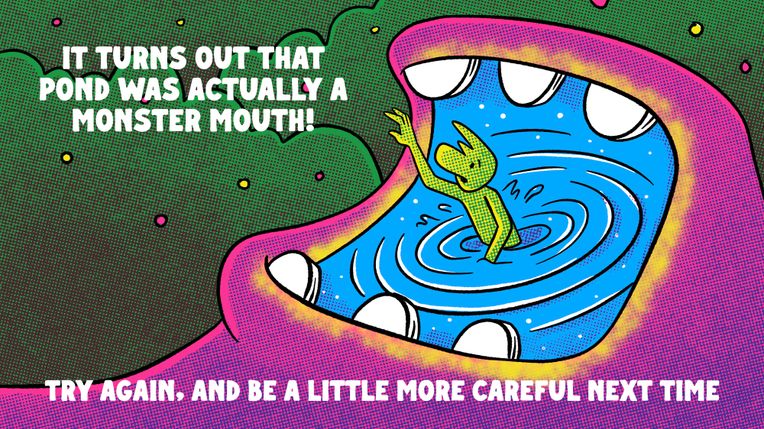 IT TURNS OUT THAT
POND WAS ACTUALLY A
MONSTER MOUTH!
TRY AGAIN, AND BE A LITTLE MORE CAREFUL NEXT TIME